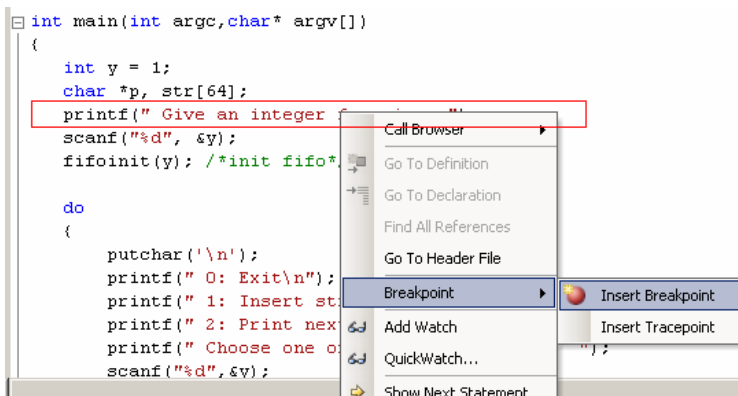 int main(int argc,char* argv[])
{
int y = 1;
char *p, str[64];
printf(" Give an integer
scanf("%d", &y);
fifoinit(y); /*init fifo*
do
{
putchar('\n');
printf(" 0: Exit\n");
printf(" 1: Insert st
printf(" 2: Print nex
printf(" Choose one o
");
scanf("%d",&y);
Call Browser
Go To Definition
Go To Declaration
Find All References
Go To Header File
Breakpoint
Add Watch
QuickWatch...
Show Next Statement
Insert Breakpoint
Insert Tracepoint